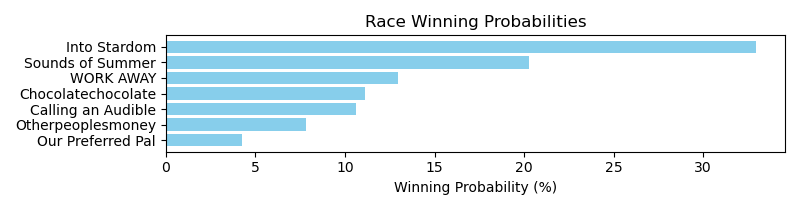 Race Winning Probabilities
Into Stardom
Sounds of Summer
WORK AWAY
Chocolatechocolate
Calling an Audible
Otherpeoplesmoney
Our Preferred Pal
0 5 10 15 20 25 30
Winning Probability (%)